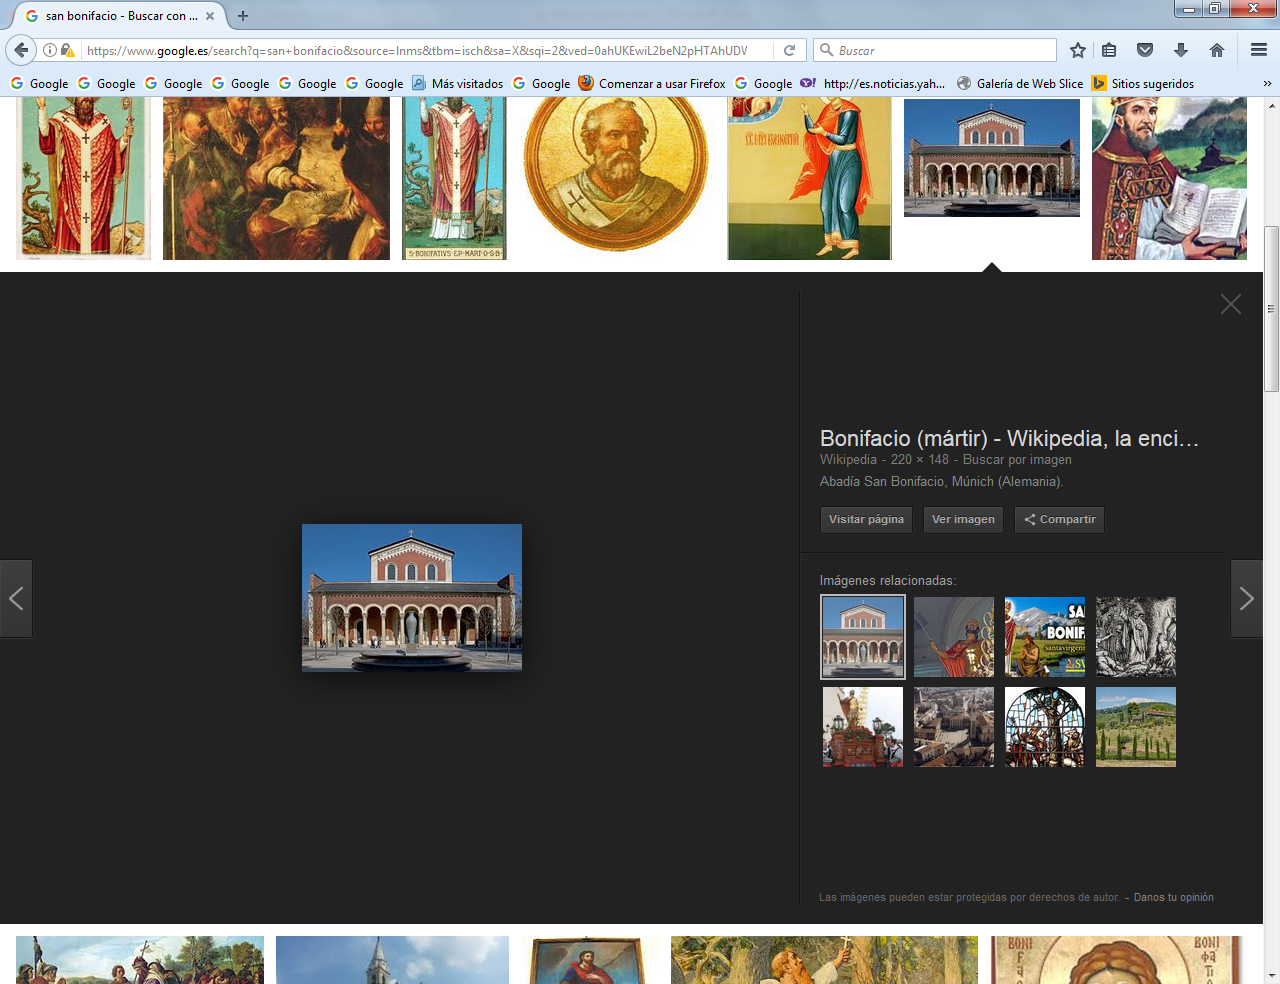 san bonifacio - Buscar con ...
https://www.google.es/search?q=san+bonifacio&source=lnms&tbm=isch&sa=X&sqi=2&ved=0ahUKEwiL2beN2pHTAhUDV
Buscar
Google Google Google Google Google Google Más visitados Google Comenzar a usar Firefox Google http://es.noticias.yah... Galería de Web Slice Sitios sugeridos »
S·BONIFATIVS EP·MART·O·S·B·
Bonifacio (mártir) - Wikipedia, la enci...
Wikipedia - 220 × 148 - Buscar por imagen
Abadía San Bonifacio, Múnich (Alemania).
Visitar página Ver imagen Compartir
Imágenes relacionadas:
Las imágenes pueden estar protegidas por derechos de autor. - Danos tu opinión